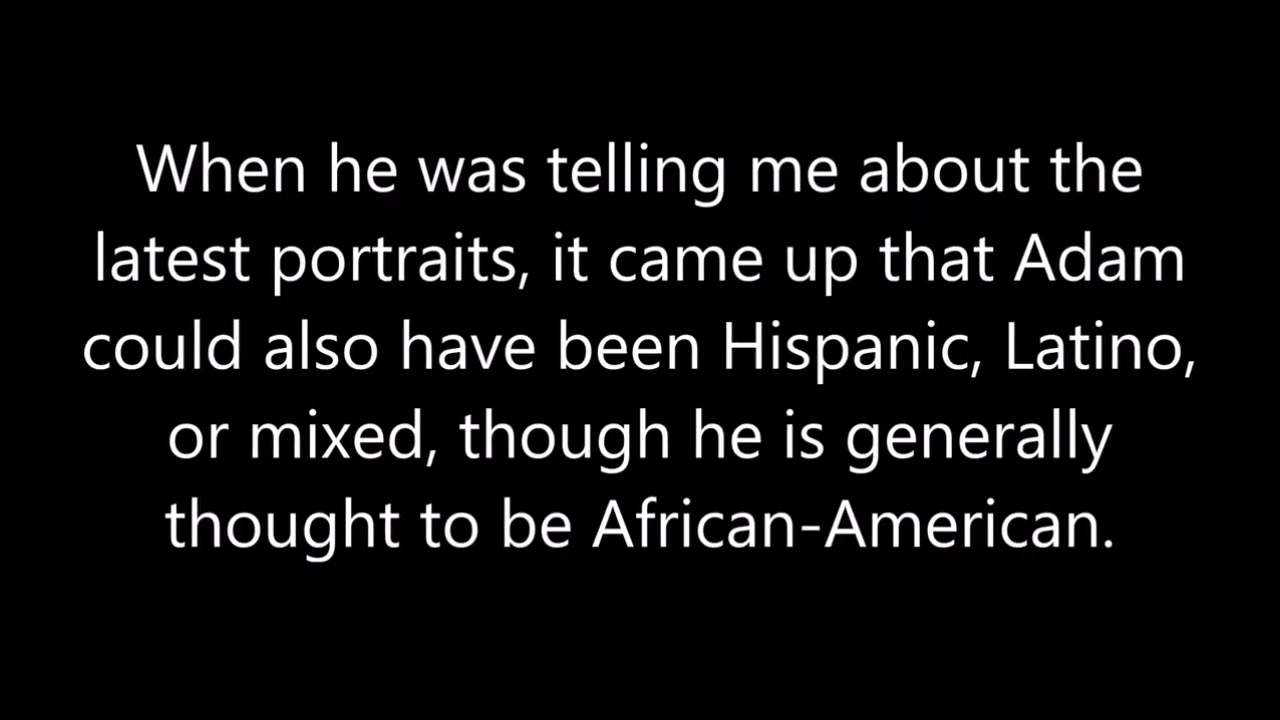 When he was telling me about the
latest portraits, it came up that Adam
could also have been Hispanic, Latino,
or mixed, though he is generally
thought to be African-American.